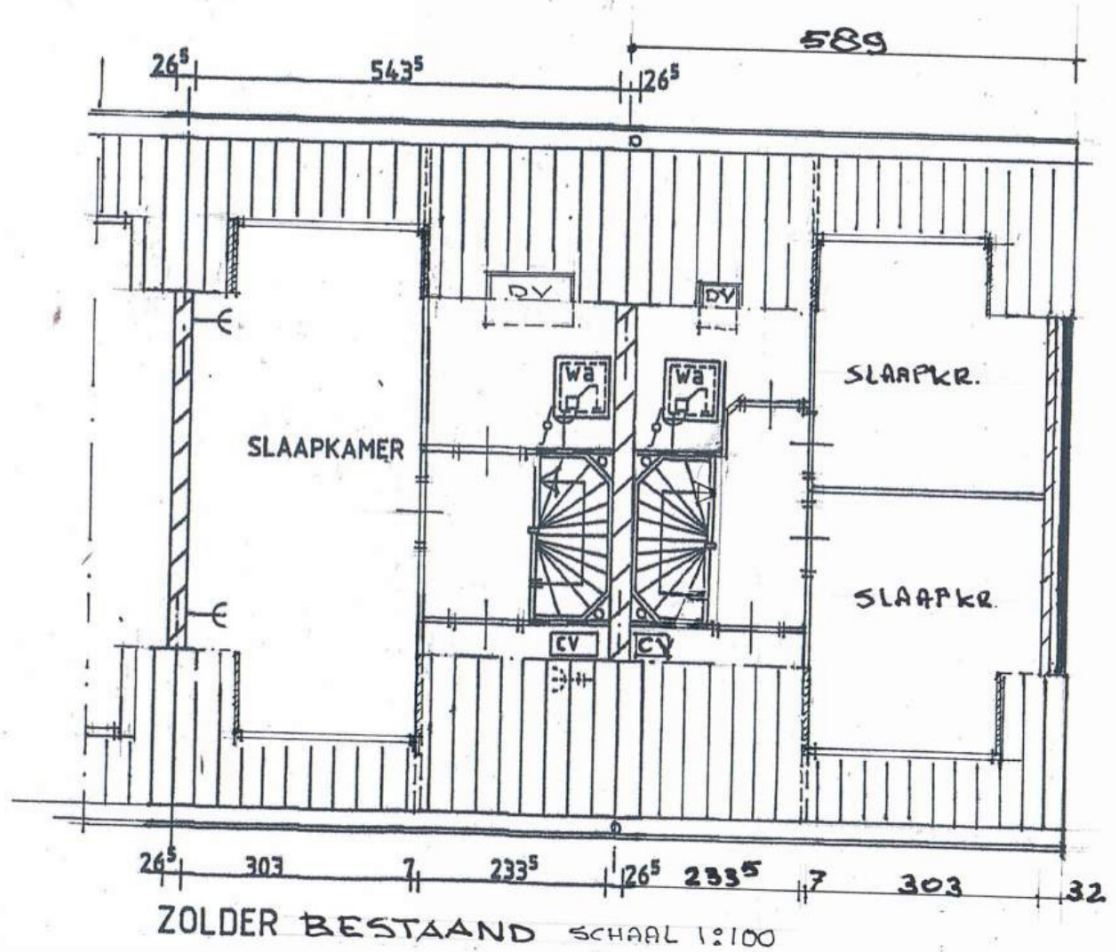 589
26⁵ 543⁵ 26⁵
DV DV
Wa Wa
SLAAPKR.
SLAAPKAMER
SLAAPKR.
CV CV
26⁵ 303 7 233⁵ 26⁵ 233⁵ 7 303 32
ZOLDER BESTAAND SCHAAL 1:100